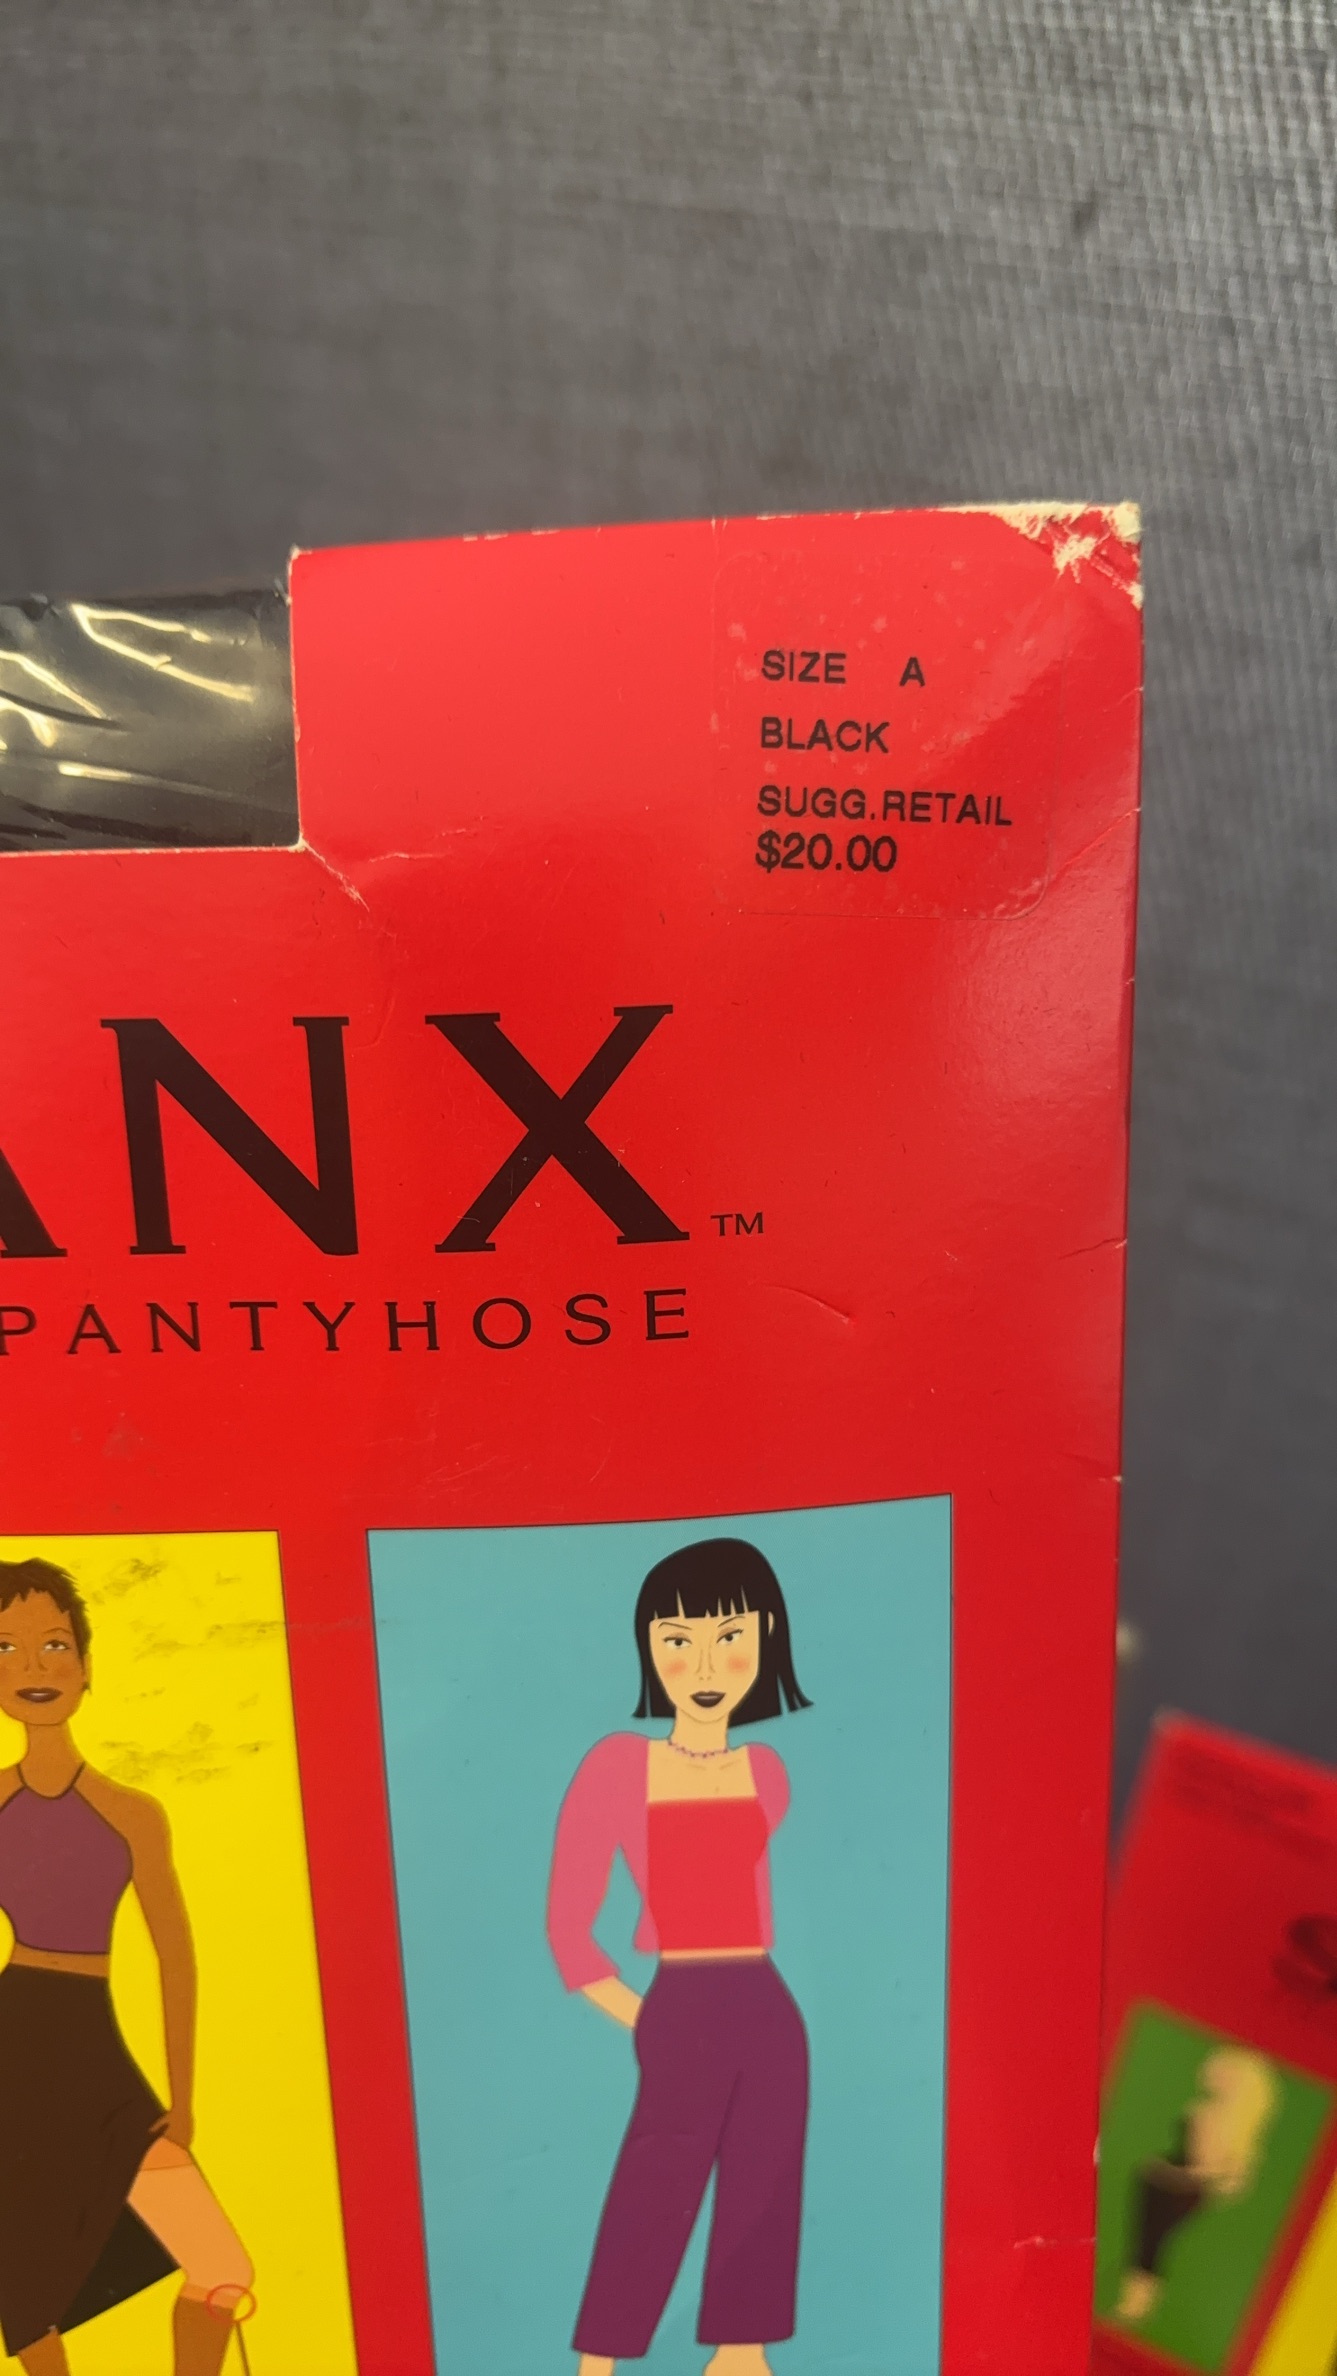 SIZE A
BLACK
SUGG.RETAIL
$20.00
ANX™
PANTYHOSE